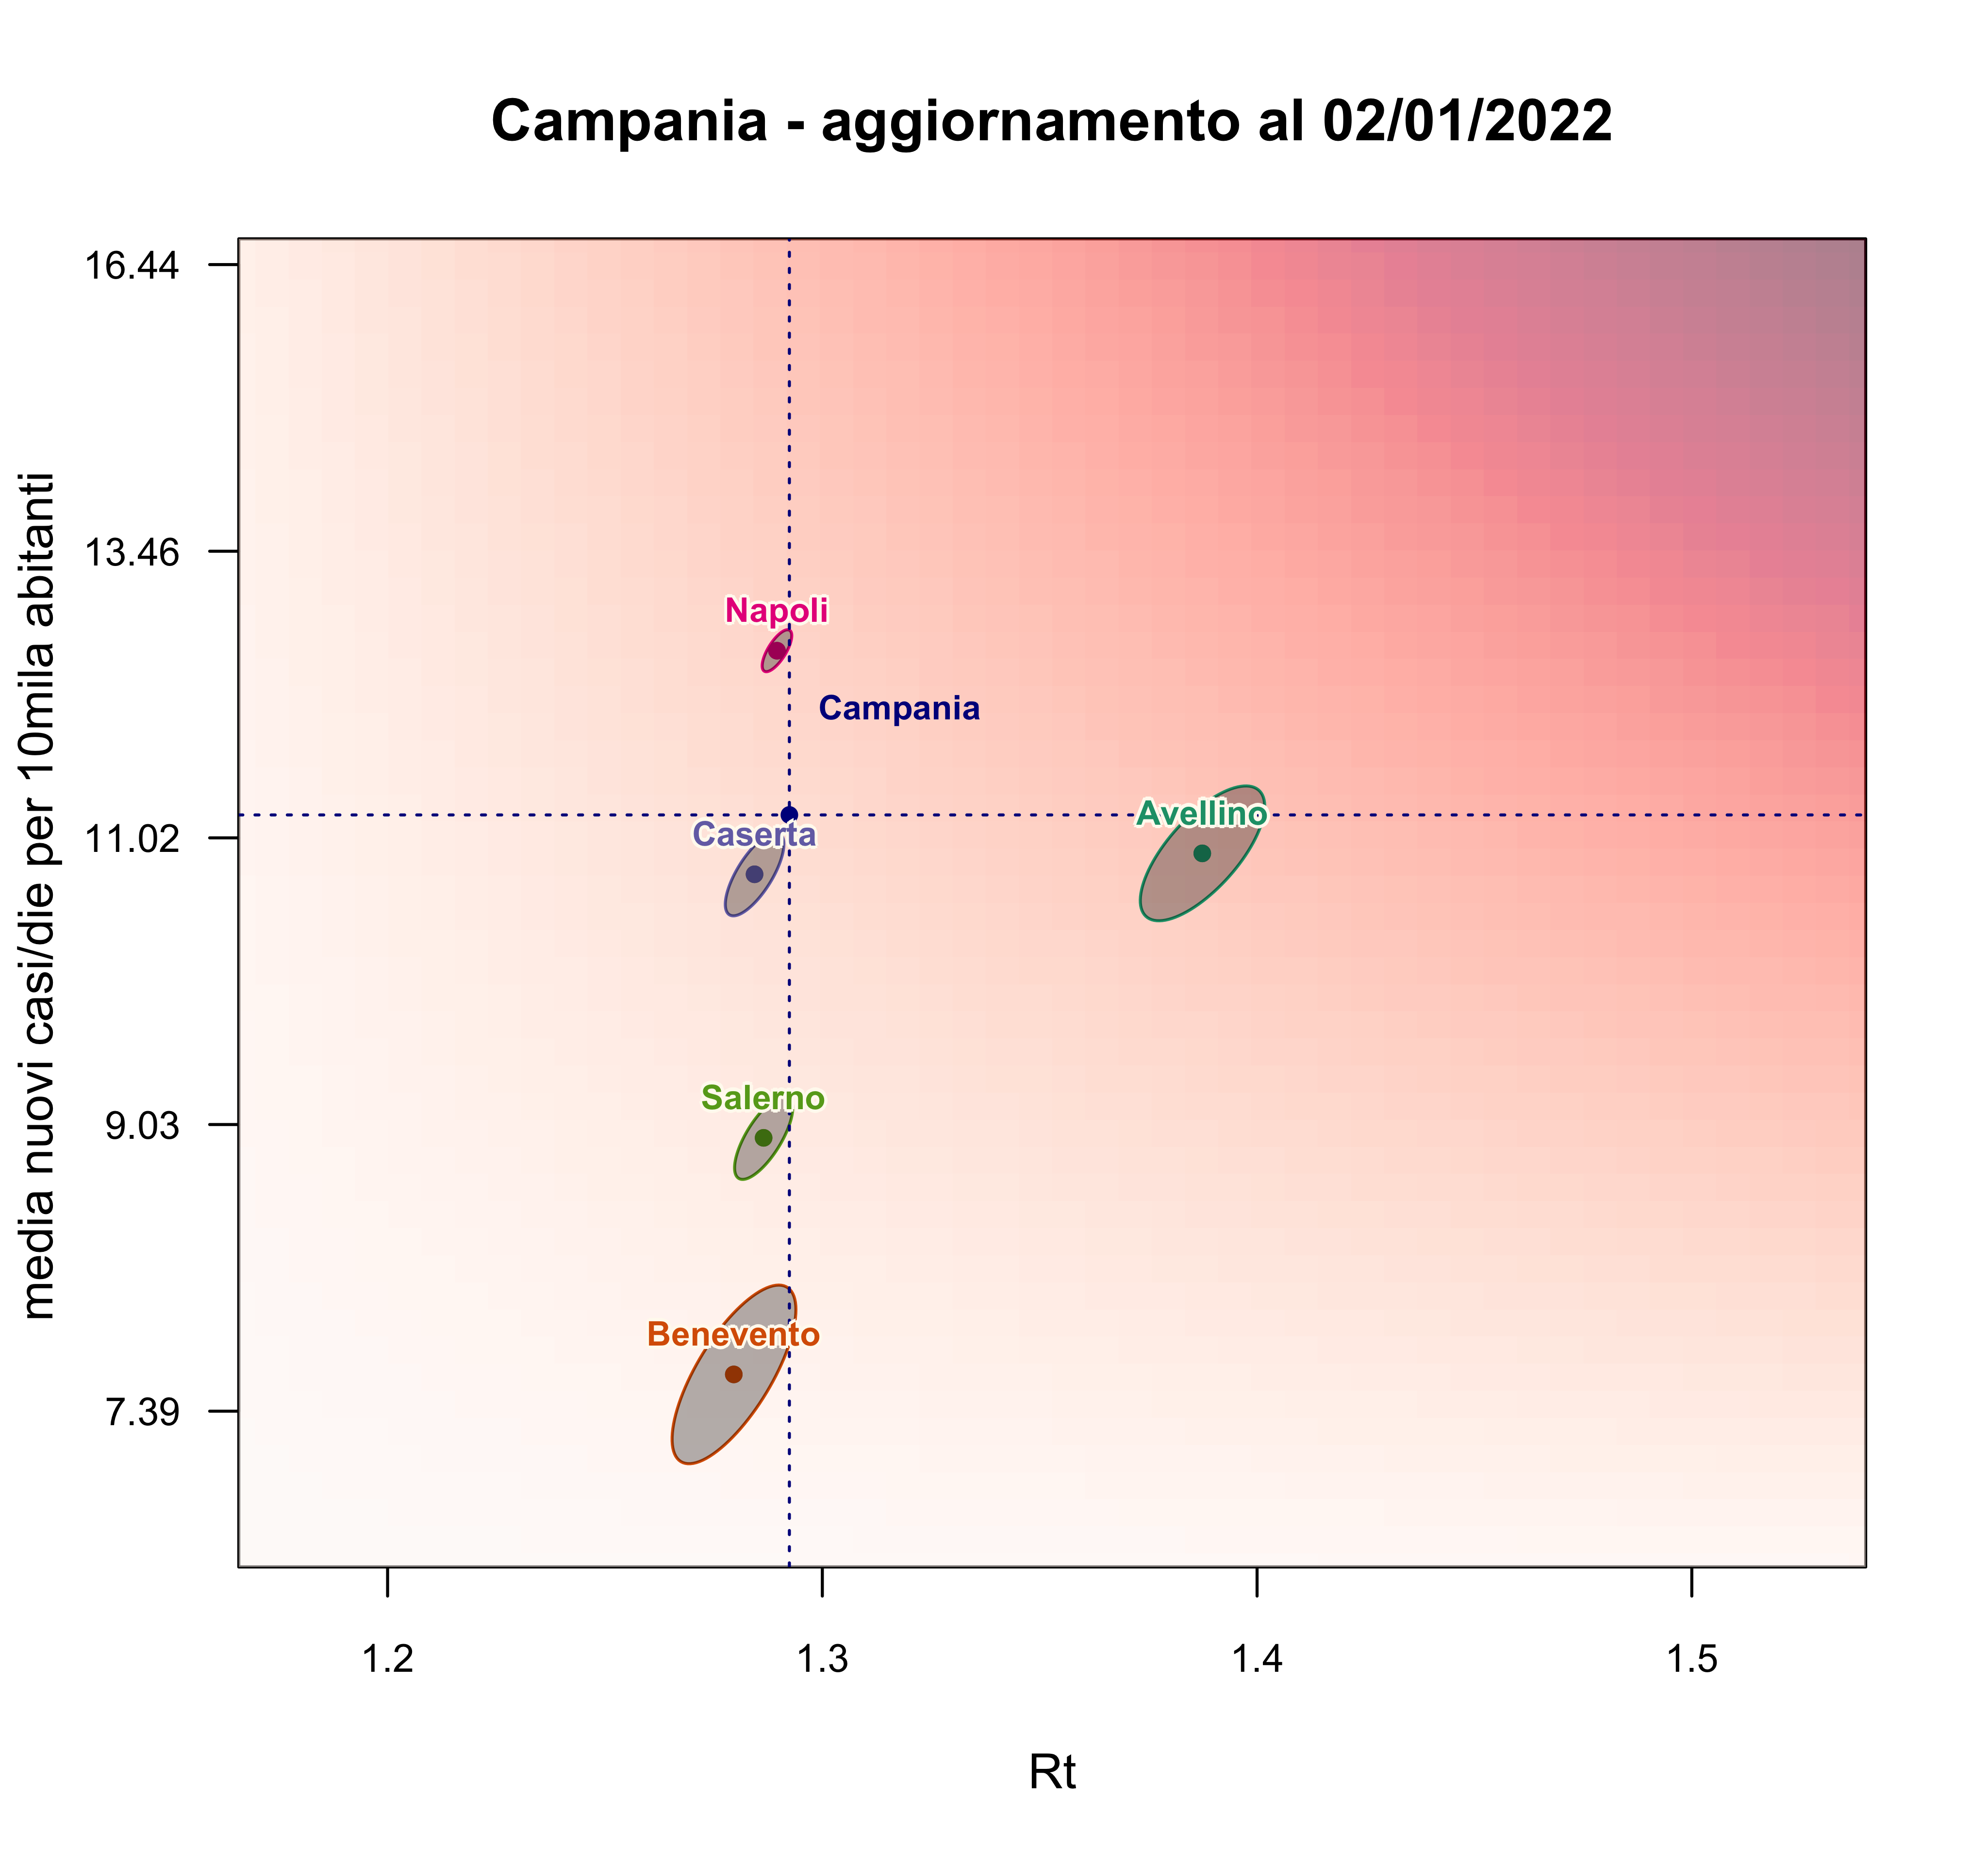 Campania - aggiornamento al 02/01/2022
media nuovi casi/die per 10mila abitanti
16.44
13.46
11.02
9.03
7.39
Napoli
Campania
Avellino
Caserta
Salerno
Benevento
1.2
1.3
1.4
1.5
Rt